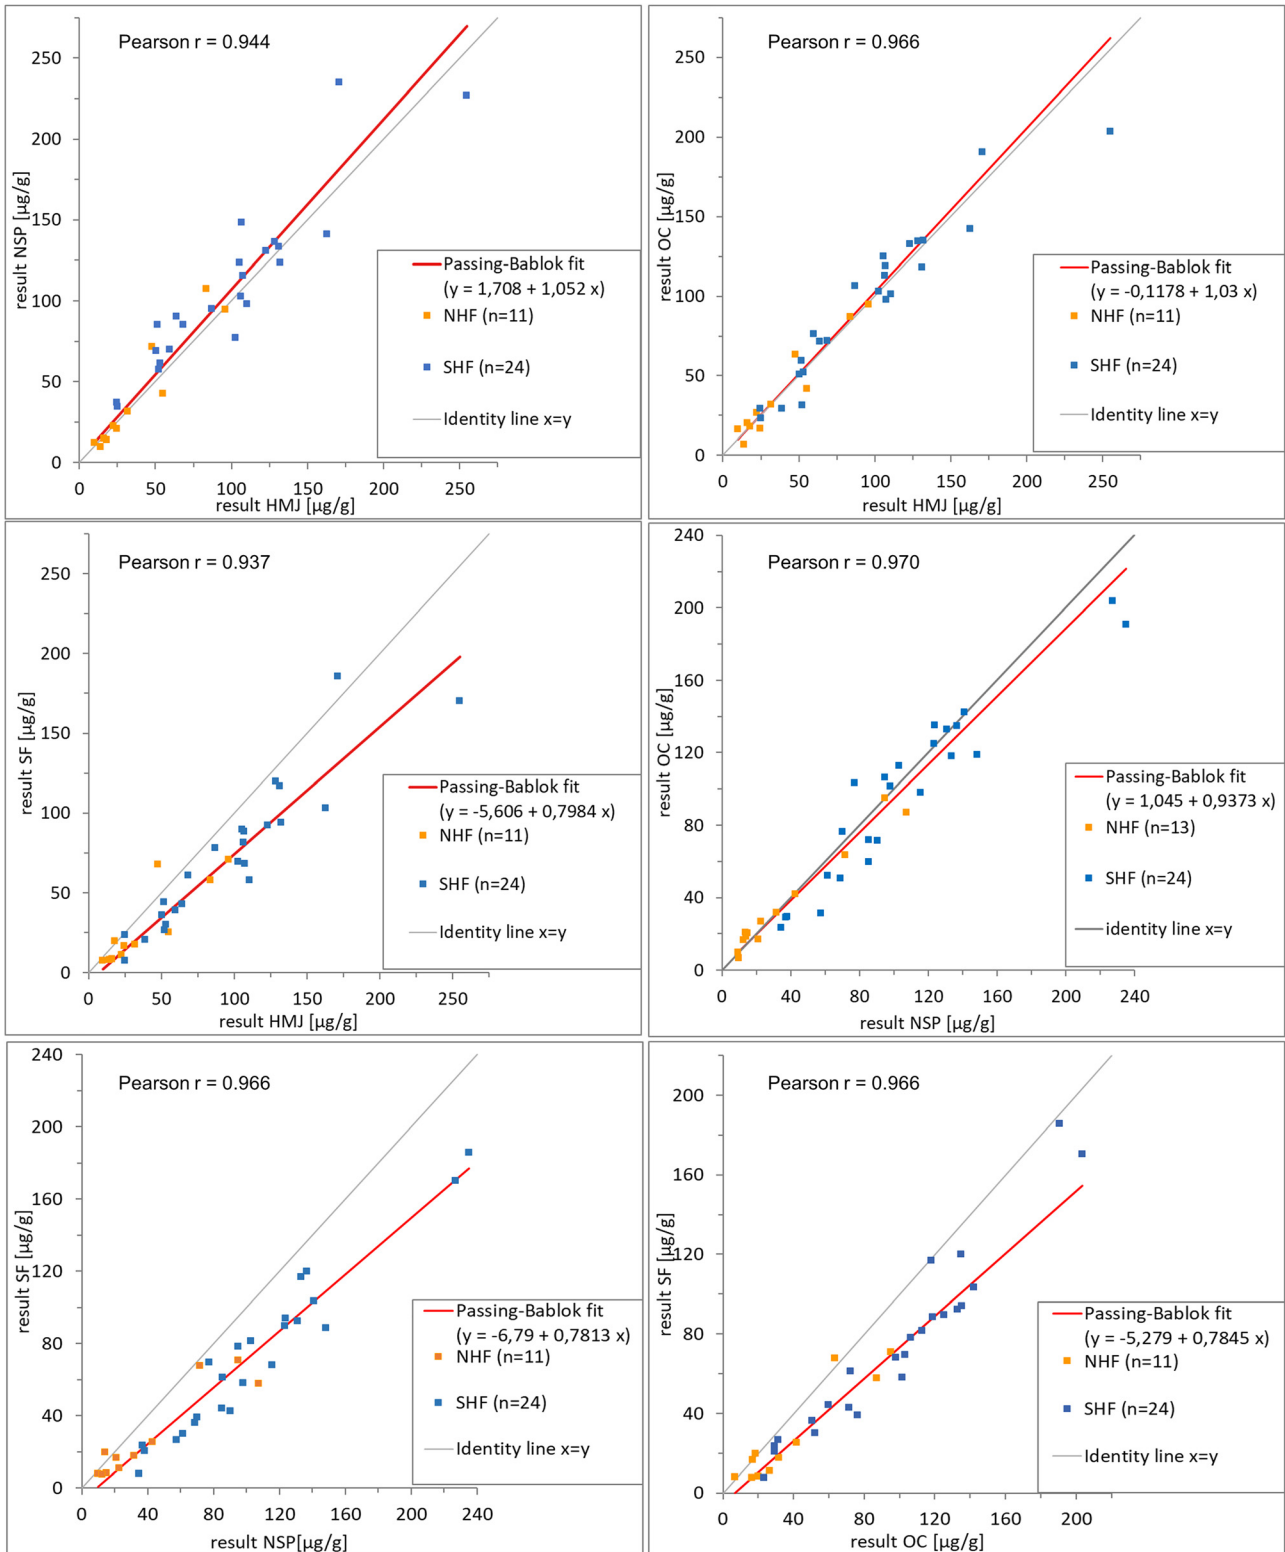 Pearson r = 0.944
result NSP [µg/g]
250
200
150
100
50
0
0 50 100 150 200 250
result HMJ [µg/g]
Passing-Bablok fit
(y = 1,708 + 1,052 x)
NHF (n=11)
SHF (n=24)
Identity line x=y
Pearson r = 0.966
result OC [µg/g]
250
200
150
100
50
0
0 50 100 150 200 250
result HMJ [µg/g]
Passing-Bablok fit
(y = -0,1178 + 1,03 x)
NHF (n=11)
SHF (n=24)
Identity line x=y
Pearson r = 0.937
result SF [µg/g]
250
200
150
100
50
0
0 50 100 150 200 250
result HMJ [µg/g]
Passing-Bablok fit
(y = -5,606 + 0,7984 x)
NHF (n=11)
SHF (n=24)
Identity line x=y
Pearson r = 0.970
result OC [µg/g]
240
200
160
120
80
40
0
0 40 80 120 160 200 240
result NSP [µg/g]
Passing-Bablok fit
(y = 1,045 + 0,9373 x)
NHF (n=13)
SHF (n=24)
identity line x=y
Pearson r = 0.966
result SF [µg/g]
240
200
160
120
80
40
0
0 40 80 120 160 200 240
result NSP[µg/g]
Passing-Bablok fit
(y = -6,79 + 0,7813 x)
NHF (n=11)
SHF (n=24)
Identity line x=y
Pearson r = 0.966
result SF [µg/g]
200
160
120
80
40
0
0 40 80 120 160 200
result OC [µg/g]
Passing-Bablok fit
(y = -5,279 + 0,7845 x)
NHF (n=11)
SHF (n=24)
Identity line x=y